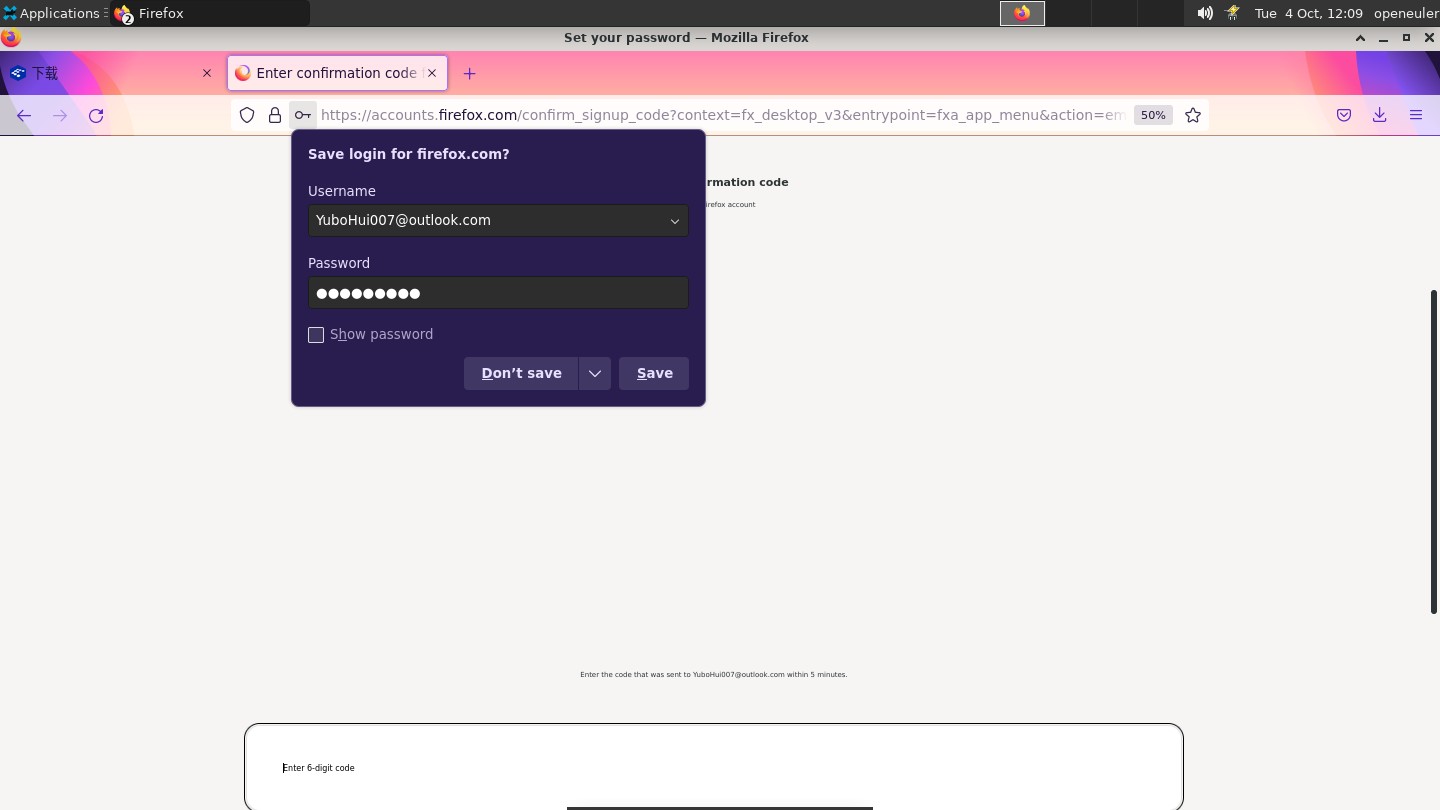 Applications
2
Firefox
Tue 4 Oct, 12:09
openeuler
Set your password — Mozilla Firefox
下载
Enter confirmation code
https://accounts.firefox.com/confirm_signup_code?context=fx_desktop_v3&entrypoint=fxa_app_menu&action=em
50%
Save login for firefox.com?
Username
YuboHui007@outlook.com
Password
Show password
Don’t save
Save
rmation code
irefox account
Enter the code that was sent to YuboHui007@outlook.com within 5 minutes.
Enter 6-digit code